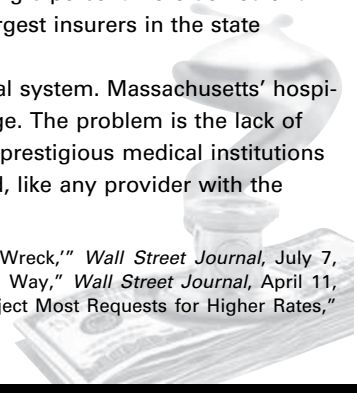 rgest insurers in the state
al system. Massachusetts' hospi-
ge. The problem is the lack of
prestigious medical institutions
l, like any provider with the
Wreck,'" Wall Street Journal, July 7,
Way," Wall Street Journal, April 11,
ject Most Requests for Higher Rates,"